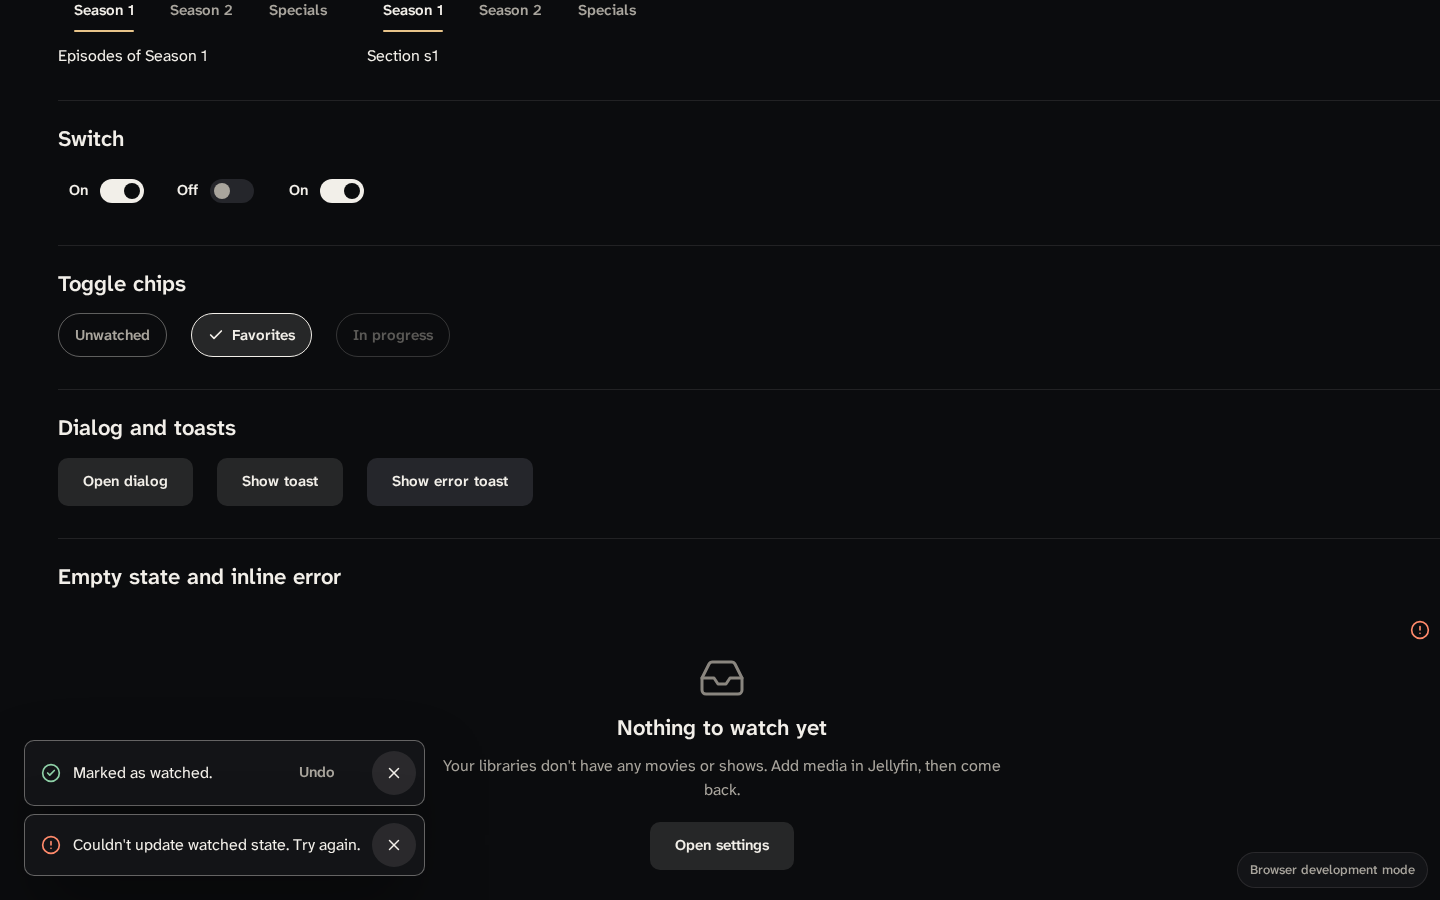 Season 1 Season 2 Specials Season 1 Season 2 Specials
Episodes of Season 1 Section s1
Switch
On Off On
Toggle chips
Unwatched Favorites In progress
Dialog and toasts
Open dialog Show toast Show error toast
Empty state and inline error
Nothing to watch yet
Your libraries don't have any movies or shows. Add media in Jellyfin, then come
back.
Open settings
Marked as watched. Undo
Couldn't update watched state. Try again.
Browser development mode